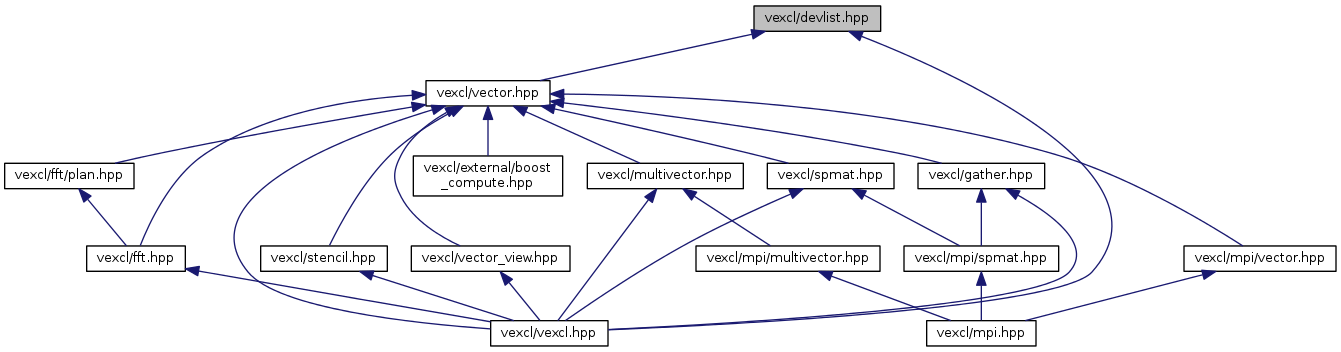 vexcl/devlist.hpp
vexcl/vector.hpp
vexcl/fft/plan.hpp
vexcl/external/boost
_compute.hpp
vexcl/multivector.hpp
vexcl/spmat.hpp
vexcl/gather.hpp
vexcl/fft.hpp
vexcl/stencil.hpp
vexcl/vector_view.hpp
vexcl/mpi/multivector.hpp
vexcl/mpi/spmat.hpp
vexcl/mpi/vector.hpp
vexcl/vexcl.hpp
vexcl/mpi.hpp